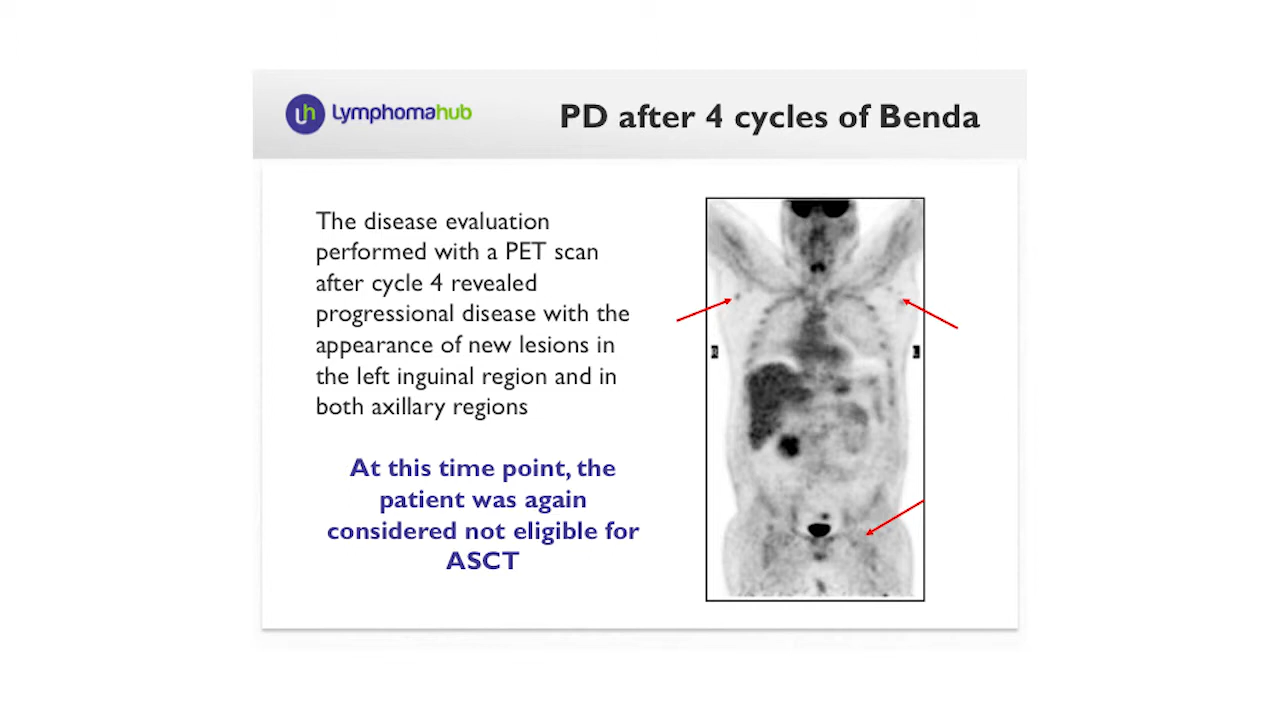 Lymphomahub
PD after 4 cycles of Benda
The disease evaluation
performed with a PET scan
after cycle 4 revealed
progressional disease with the
appearance of new lesions in
the left inguinal region and in
both axillary regions
At this time point, the
patient was again
considered not eligible for
ASCT
R
L